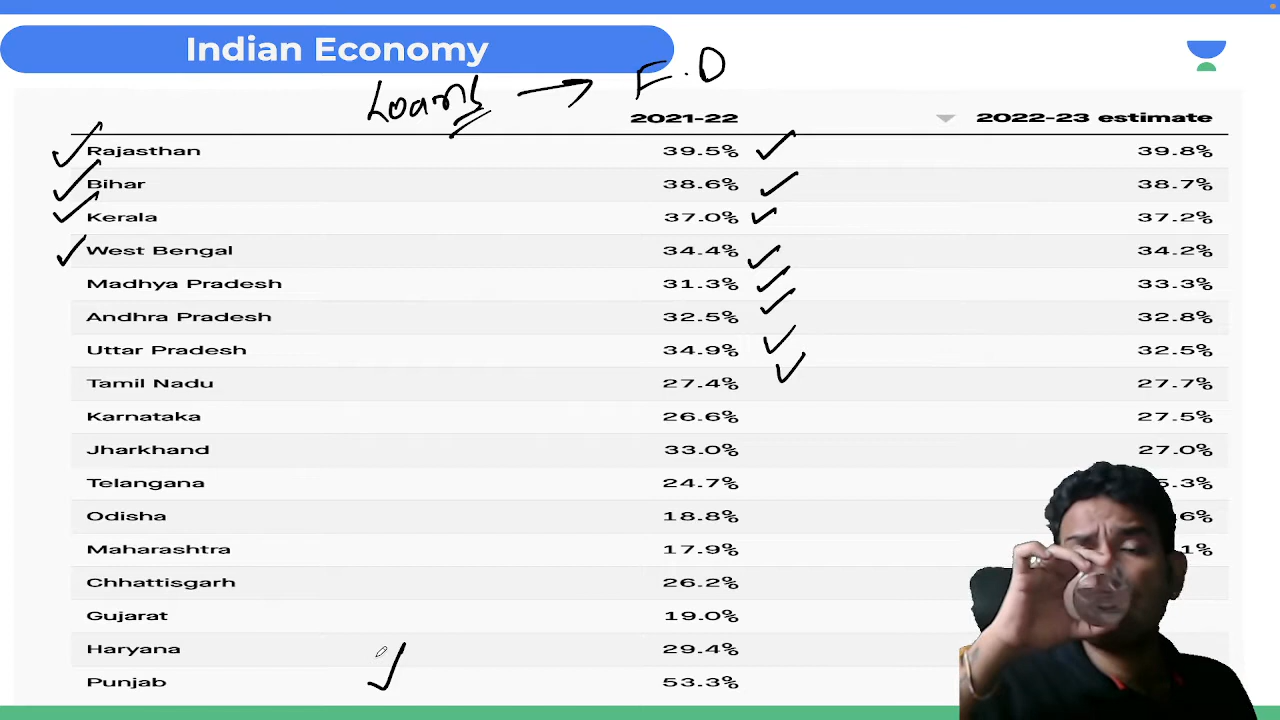 Indian Economy
Loans → F.D
2021-22 2022-23 estimate
Rajasthan 39.5% 39.8%
Bihar 38.6% 38.7%
Kerala 37.0% 37.2%
West Bengal 34.4% 34.2%
Madhya Pradesh 31.3% 33.3%
Andhra Pradesh 32.5% 32.8%
Uttar Pradesh 34.9% 32.5%
Tamil Nadu 27.4% 27.7%
Karnataka 26.6% 27.5%
Jharkhand 33.0% 27.0%
Telangana 24.7% 5.3%
Odisha 18.8% 6%
Maharashtra 17.9% 1%
Chhattisgarh 26.2%
Gujarat 19.0%
Haryana 29.4%
Punjab 53.3%